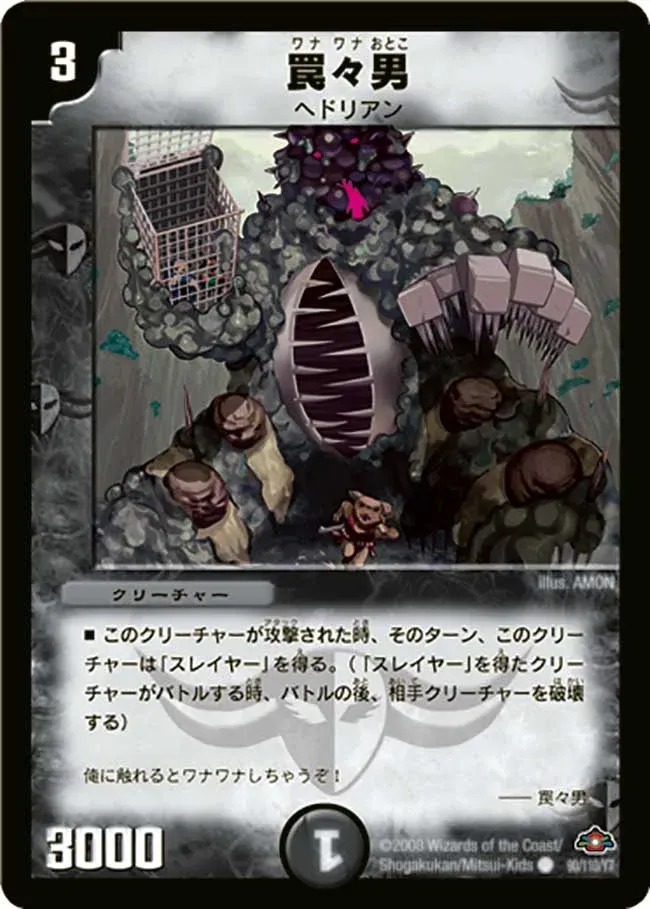 3
ワナ ワナ おとこ
罠々男
ヘドリアン
illus. AMON
クリーチャー
■ このクリーチャーが攻撃された時、そのターン、このクリー
チャーは「スレイヤー」を得る。(「スレイヤー」を得たクリー
チャーがバトルする時、バトルの後、相手クリーチャーを破壊
する)
俺に触れるとワナワナしちゃうぞ!
── 罠々男
3000
1
©2008 Wizards of the Coast/
Shogakukan/Mitsui-Kids 90/110/Y7